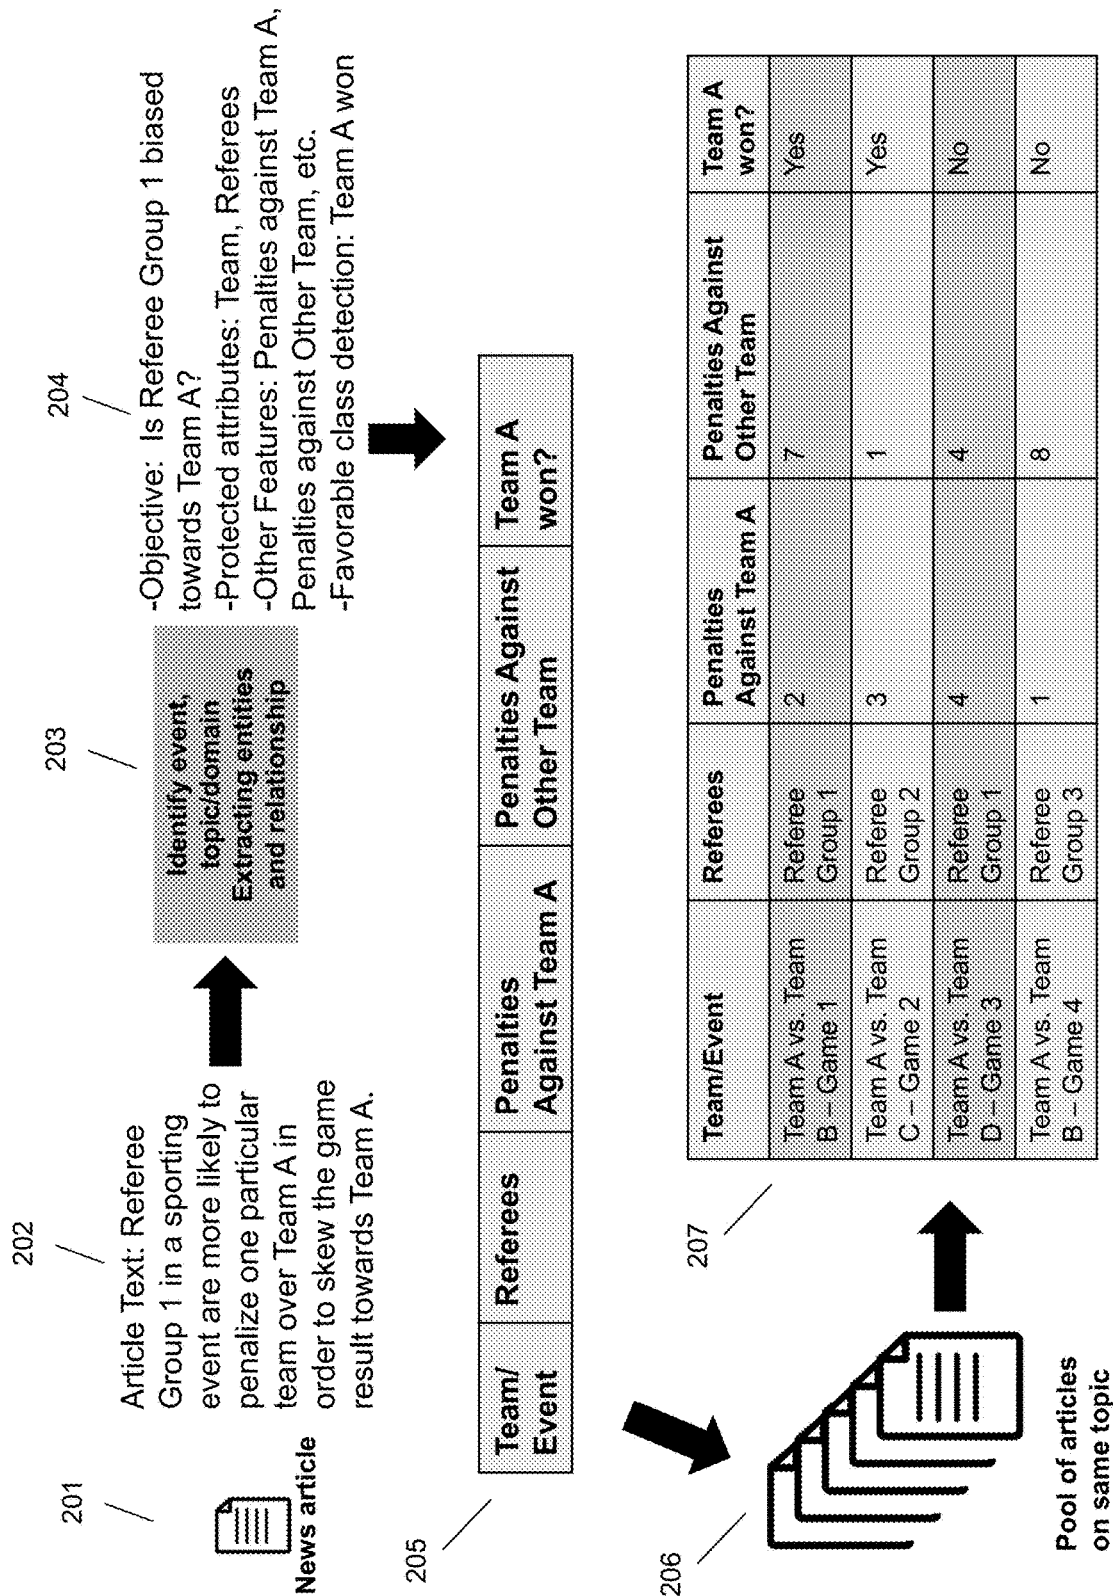 201
News article
202
Article Text: Referee
Group 1 in a sporting
event are more likely to
penalize one particular
team over Team A in
order to skew the game
result towards Team A.
203
Identify event,
topic/domain
Extracting entities
and relationship
204
-Objective: Is Referee Group 1 biased
towards Team A?
-Protected attributes: Team, Referees
-Other Features: Penalties against Team A,
Penalties against Other Team, etc.
-Favorable class detection: Team A won
205
Team/
Event
Referees
Penalties
Against Team A
Penalties Against
Other Team
Team A
won?
206
Pool of articles
on same topic
207
Team/Event
Referees
Penalties
Against Team A
Penalties Against
Other Team
Team A
won?
Team A vs. Team
B – Game 1
Referee
Group 1
2
7
Yes
Team A vs. Team
C – Game 2
Referee
Group 2
3
1
Yes
Team A vs. Team
D – Game 3
Referee
Group 1
4
4
No
Team A vs. Team
B – Game 4
Referee
Group 3
1
8
No